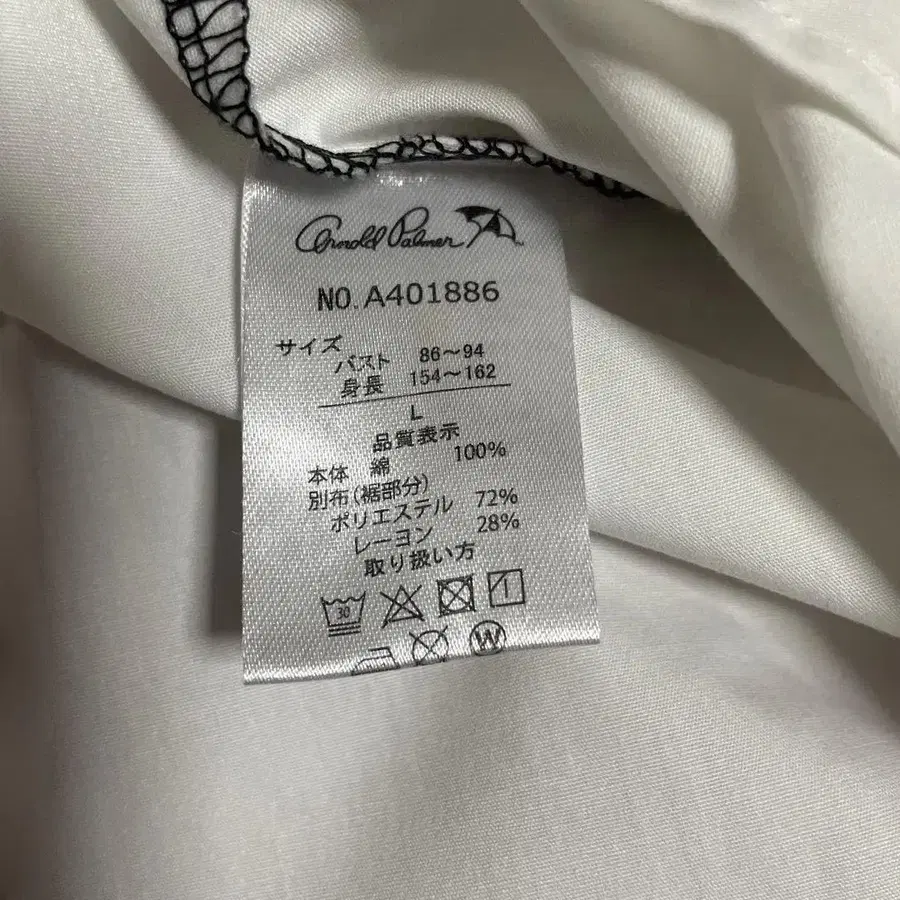 Arnold Palmer
NO.A401886
サイズ
バスト 86～94
身長 154～162
L
品質表示
本体 綿 100%
別布(裾部分)
ポリエステル 72%
レーヨン 28%
取り扱い方
30 1
W